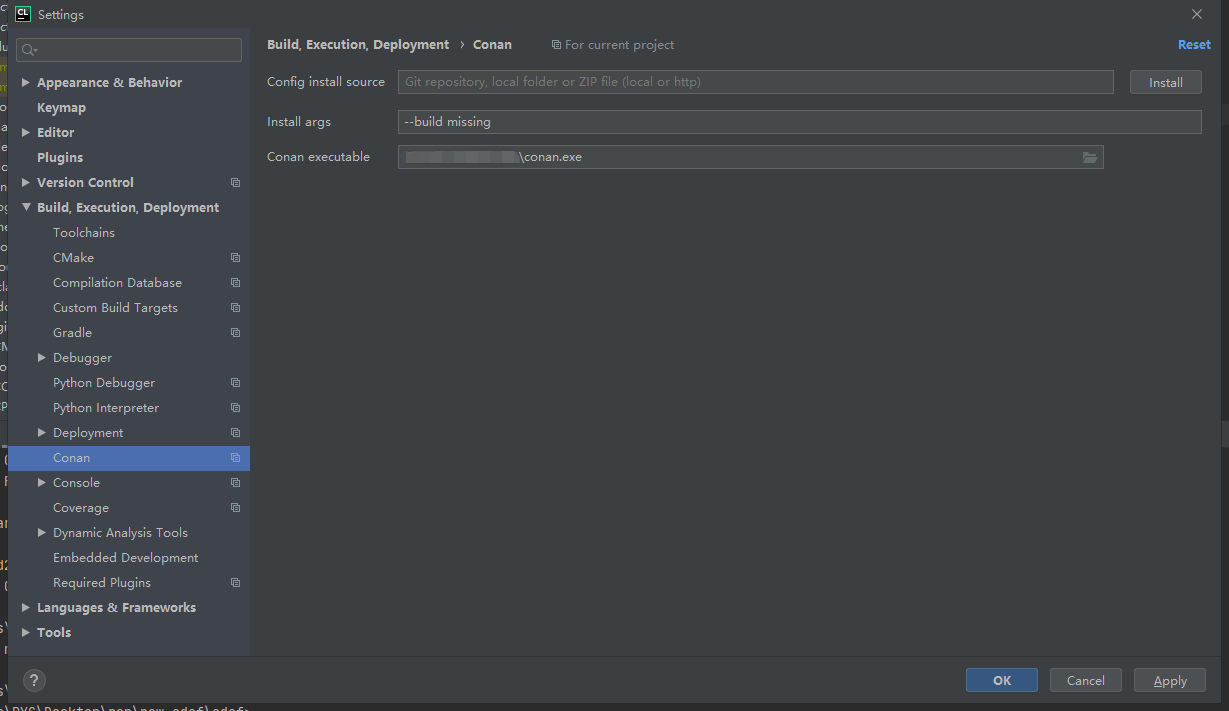 CL Settings
Build, Execution, Deployment › Conan For current project Reset
Config install source Git repository, local folder or ZIP file (local or http) Install
Install args --build missing
Conan executable \conan.exe
Appearance & Behavior
Keymap
Editor
Plugins
Version Control
Build, Execution, Deployment
Toolchains
CMake
Compilation Database
Custom Build Targets
Gradle
Debugger
Python Debugger
Python Interpreter
Deployment
Conan
Console
Coverage
Dynamic Analysis Tools
Embedded Development
Required Plugins
Languages & Frameworks
Tools
? OK Cancel Apply